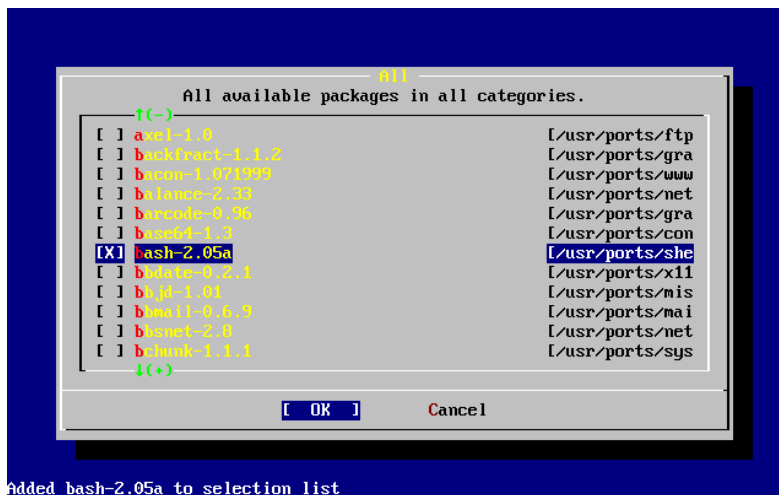 All
All available packages in all categories.
↑(-)
[ ] axel-1.0 [/usr/ports/ftp
[ ] backfract-1.1.2 [/usr/ports/gra
[ ] bacon-1.071999 [/usr/ports/www
[ ] balance-2.33 [/usr/ports/net
[ ] barcode-0.96 [/usr/ports/gra
[ ] base64-1.3 [/usr/ports/con
[X] bash-2.05a [/usr/ports/she
[ ] bbdate-0.2.1 [/usr/ports/x11
[ ] bbjd-1.01 [/usr/ports/mis
[ ] bbmail-0.6.9 [/usr/ports/mai
[ ] bbsnet-2.8 [/usr/ports/net
[ ] bchunk-1.1.1 [/usr/ports/sys
↓(+)
[ OK ] Cancel
Added bash-2.05a to selection list